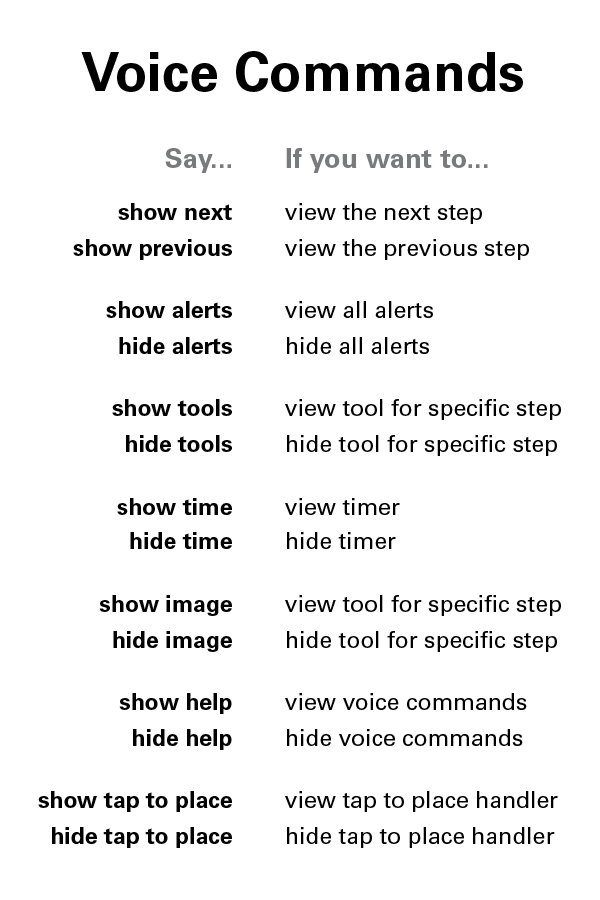 Voice Commands
Say... If you want to...
show next view the next step
show previous view the previous step
show alerts view all alerts
hide alerts hide all alerts
show tools view tool for specific step
hide tools hide tool for specific step
show time view timer
hide time hide timer
show image view tool for specific step
hide image hide tool for specific step
show help view voice commands
hide help hide voice commands
show tap to place view tap to place handler
hide tap to place hide tap to place handler